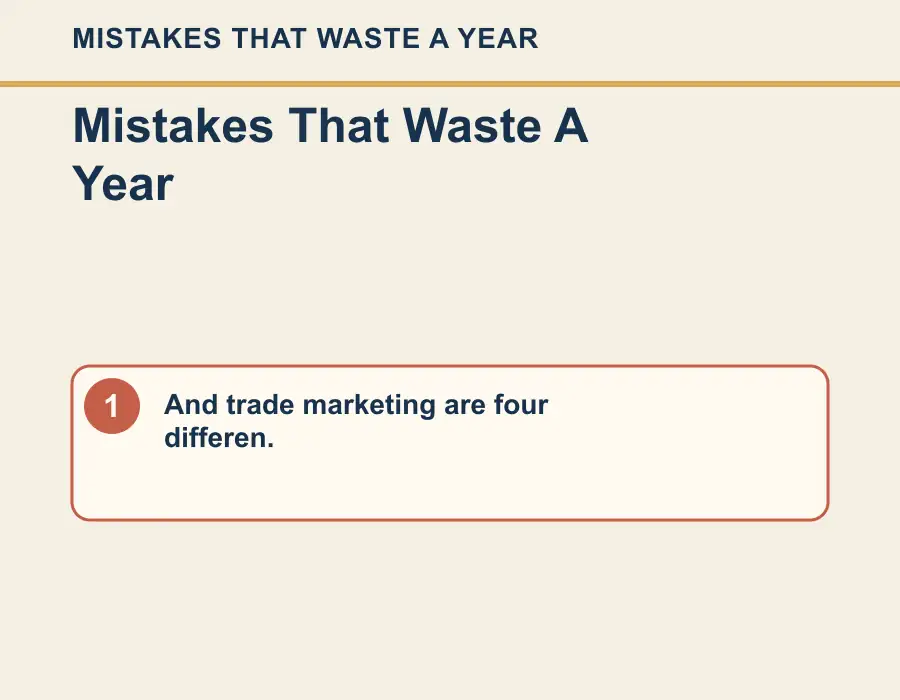 MISTAKES THAT WASTE A YEAR
Mistakes That Waste A
Year
1
And trade marketing are four
differen.